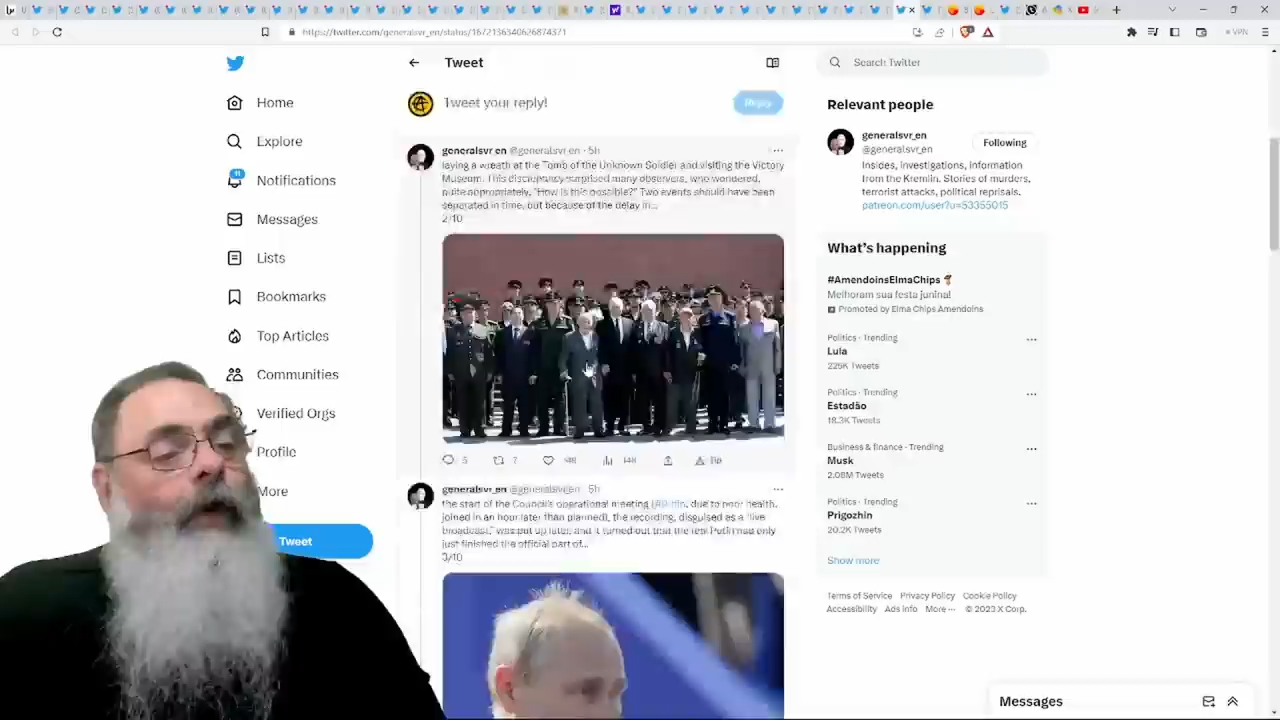 https://twitter.com/generalsvr_en/status/1672136340626874371
VPN
Tweet
Search Twitter
Home
Tweet your reply!
Reply
Relevant people
Explore
generalsvr_en
@generalsvr_en
Following
generalsvr_en @generalsvr_en · 5h
laying a wreath at the Tomb of the Unknown Soldier and visiting the Victory
Museum. This discrepancy surprised many observers, who wondered,
quite appropriately, "How is this possible?" Two events should have been
separated in time, but because of the delay in...
2/10
Insides, investigations, information
from the Kremlin. Stories of murders,
terrorist attacks, political reprisals.
patreon.com/user?u=53355015
11
Notifications
Messages
Lists
Bookmarks
Top Articles
Communities
Verified Orgs
Profile
More
Tweet
What's happening
#AmendoinsElmaChips
Melhoram sua festa junina!
Promoted by Elma Chips Amendoins
Politics · Trending
Lula
225K Tweets
Politics · Trending
Estadão
18.3K Tweets
Business & finance · Trending
Musk
2.08M Tweets
Politics · Trending
Prigozhin
20.2K Tweets
Show more
5
7
generalsvr_en @generalsvr_en · 5h
the start of the Council's operational meeting due to poor health,
joined in an hour later than planned), the recording, disguised as a "live
broadcast," was put up later, and it turned out that the real Putin had only
just finished the official part of...
3/10
Terms of Service Privacy Policy Cookie Policy
Accessibility Ads info More ··· © 2023 X Corp.
Messages